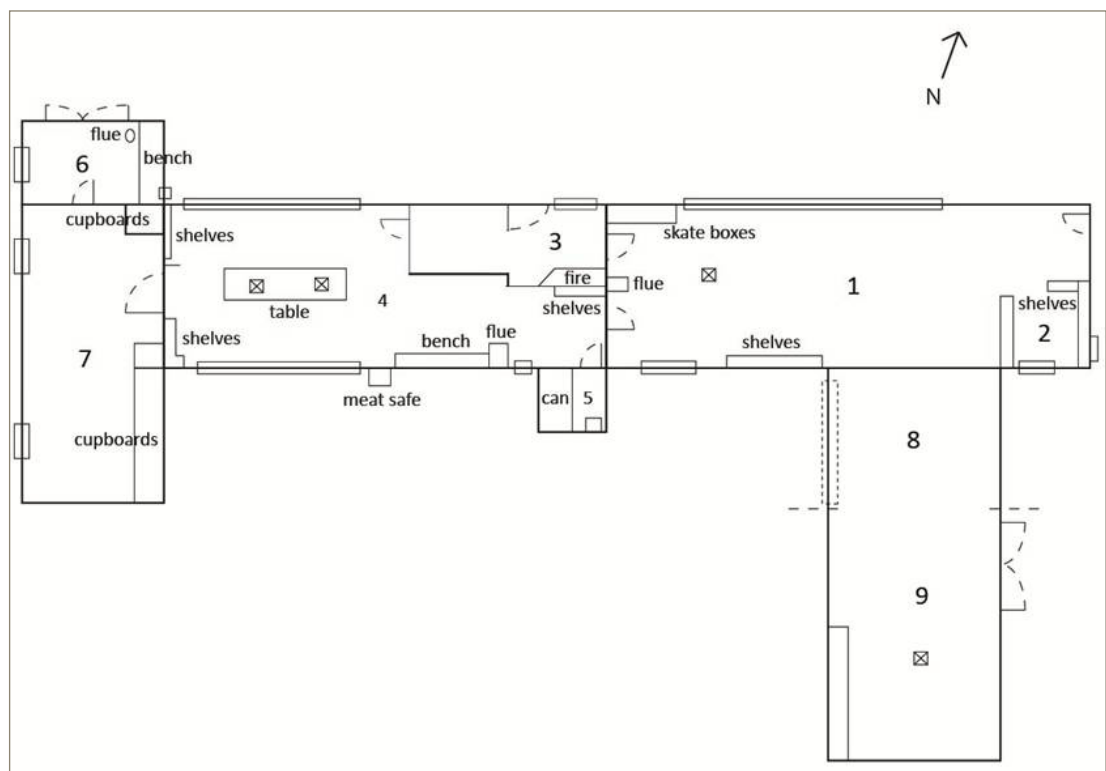 N
flue
6
bench
cupboards
shelves
3
skate boxes
fire
flue
1
shelves
4
table
shelves
2
7
shelves
bench
flue
shelves
meat safe
can
5
cupboards
8
9